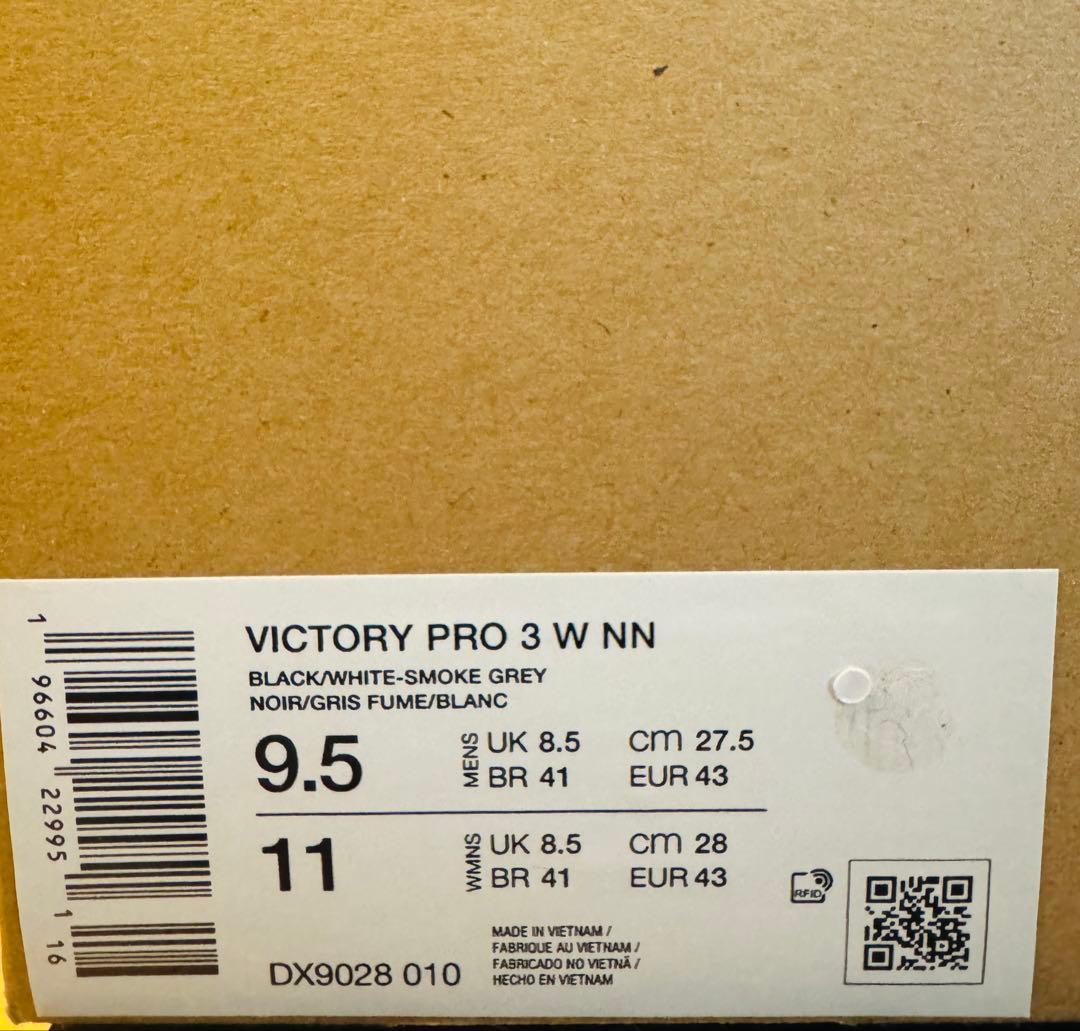 VICTORY PRO 3 W NN
BLACK/WHITE-SMOKE GREY
NOIR/GRIS FUME/BLANC
9.5 MENS UK 8.5 CM 27.5
BR 41 EUR 43
11 WMNS UK 8.5 CM 28
BR 41 EUR 43
RFID
DX9028 010
MADE IN VIETNAM /
FABRIQUE AU VIETNAM /
FABRICADO NO VIETNÃ /
HECHO EN VIETNAM
1 96604 22995 1 16